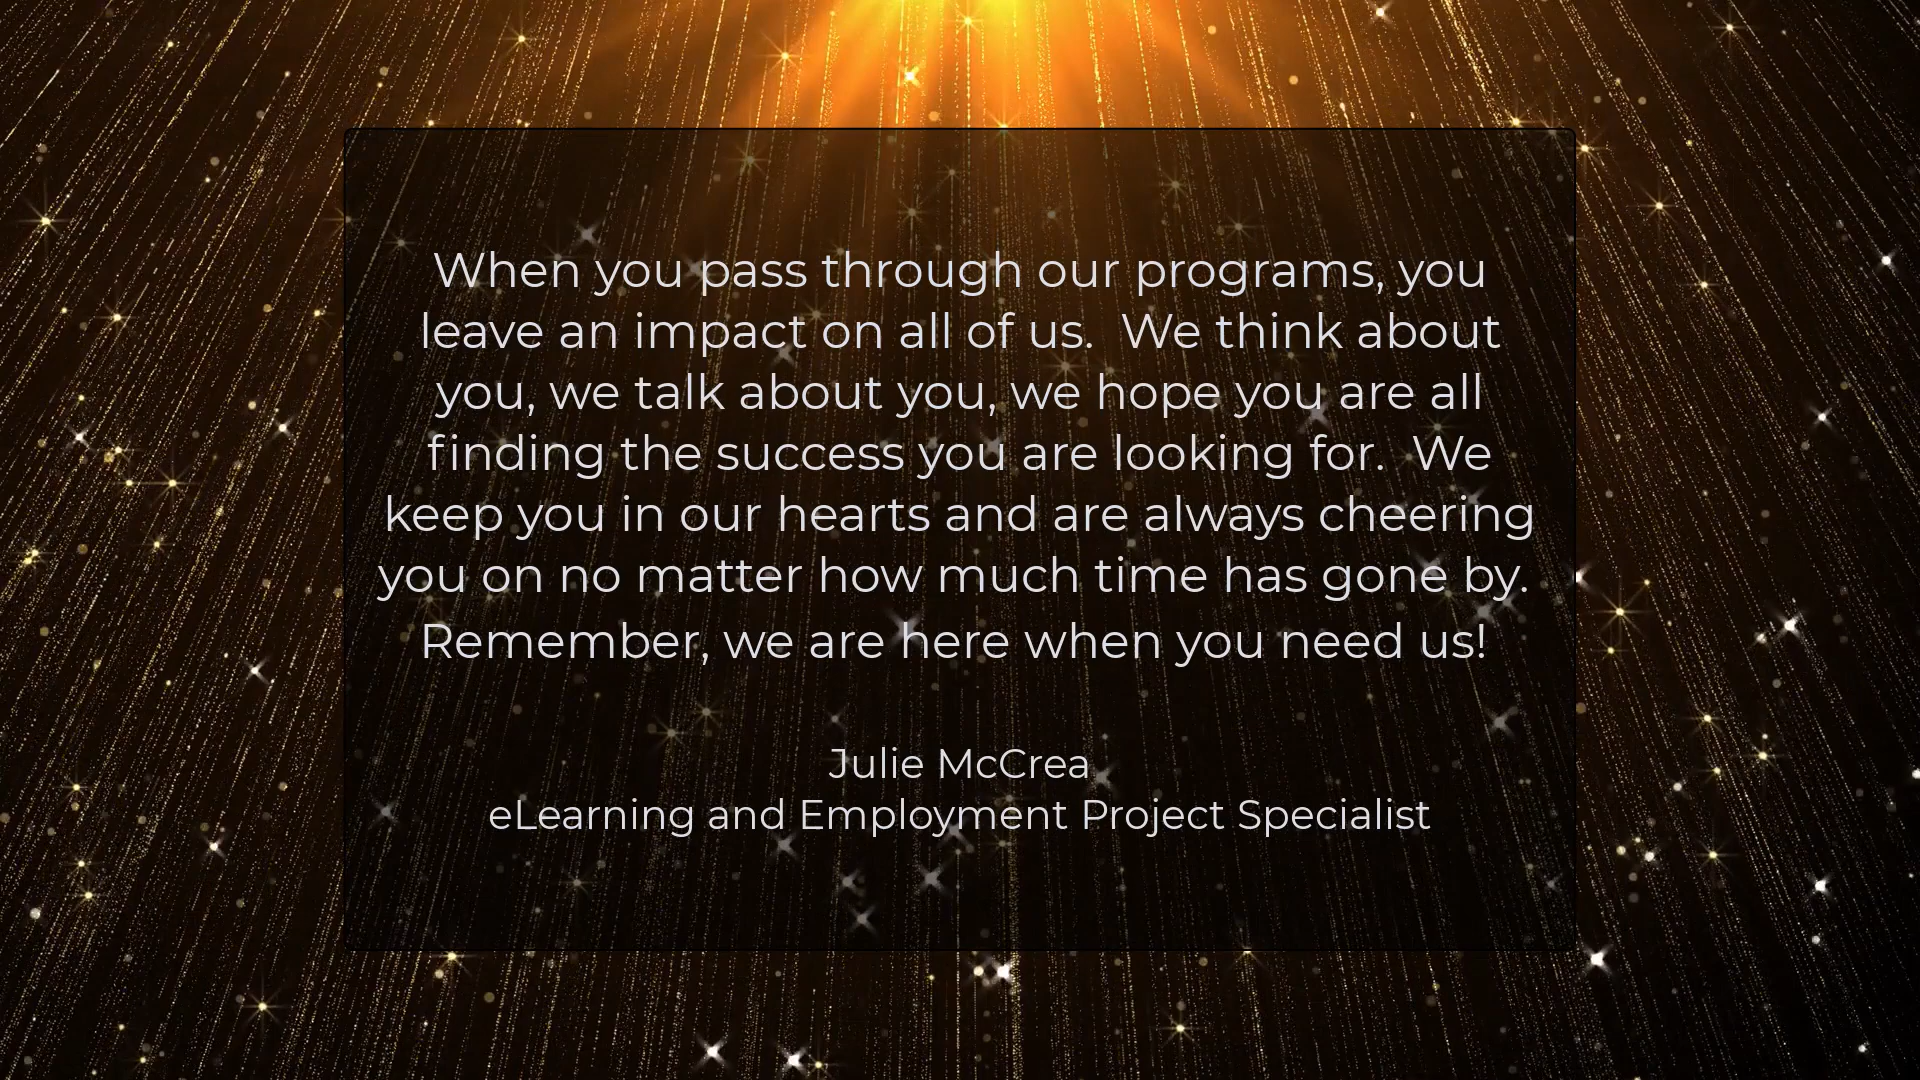 When you pass through our programs, you
leave an impact on all of us.  We think about
you, we talk about you, we hope you are all
finding the success you are looking for.  We
keep you in our hearts and are always cheering
you on no matter how much time has gone by.
Remember, we are here when you need us!
Julie McCrea
eLearning and Employment Project Specialist